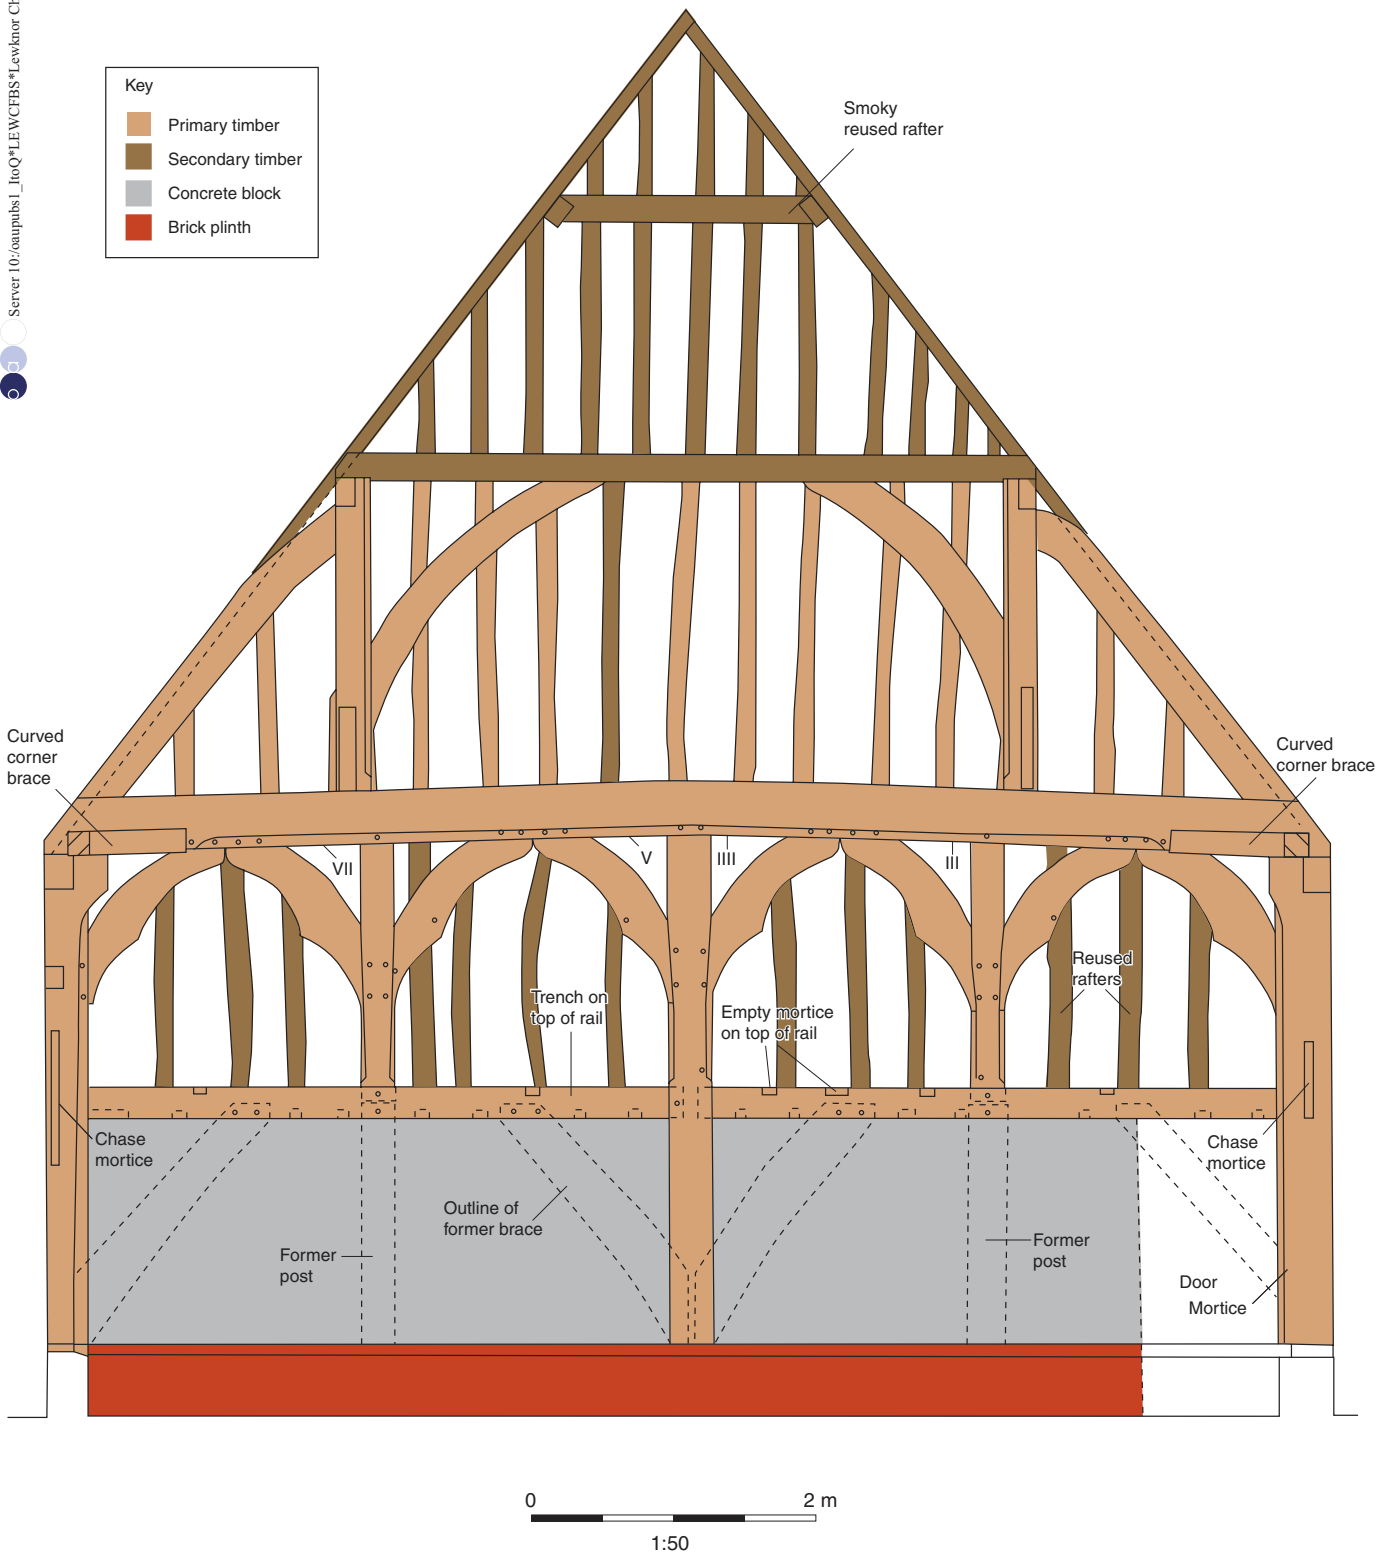 Server 10:/oaupubs1_ItoQ*LEWCFBS*Lewknor
Key
Primary timber
Secondary timber
Concrete block
Brick plinth
Smoky
reused rafter
Curved
corner
brace
Curved
corner brace
VII
V
IIII
III
Reused
rafters
Trench on
top of rail
Empty mortice
on top of rail
Chase
mortice
Chase
mortice
Outline of
former brace
Former
post
Former
post
Door
Mortice
0
2 m
1:50